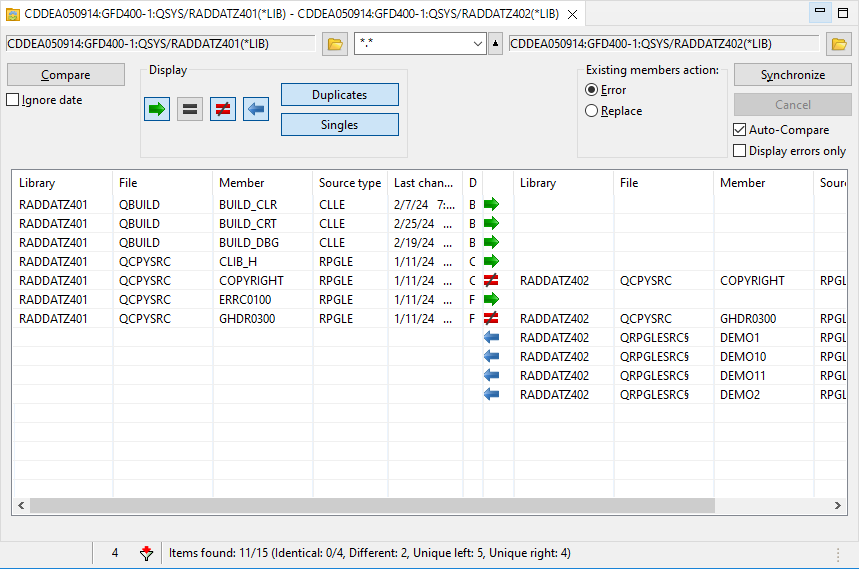 CDDEA050914:GFD400-1:QSYS/RADDATZ401(*LIB) - CDDEA050914:GFD400-1:QSYS/RADDATZ402(*LIB)
CDDEA050914:GFD400-1:QSYS/RADDATZ401(*LIB) *.* CDDEA050914:GFD400-1:QSYS/RADDATZ402(*LIB)
Compare Display Existing members action: Synchronize
Ignore date Duplicates Error Cancel
Singles Replace Auto-Compare
Display errors only
Library File Member Source type Last chan... D Library File Member Sour
RADDATZ401 QBUILD BUILD_CLR CLLE 2/7/24 7:... B
RADDATZ401 QBUILD BUILD_CRT CLLE 2/25/24 ... B
RADDATZ401 QBUILD BUILD_DBG CLLE 2/19/24 ... B
RADDATZ401 QCPYSRC CLIB_H RPGLE 1/11/24 ... C
RADDATZ401 QCPYSRC COPYRIGHT RPGLE 1/11/24 ... C RADDATZ402 QCPYSRC COPYRIGHT RPGL
RADDATZ401 QCPYSRC ERRC0100 RPGLE 1/11/24 ... F
RADDATZ401 QCPYSRC GHDR0300 RPGLE 1/11/24 ... F RADDATZ402 QCPYSRC GHDR0300 RPGL
RADDATZ402 QRPGLESRC§ DEMO1 RPGL
RADDATZ402 QRPGLESRC§ DEMO10 RPGL
RADDATZ402 QRPGLESRC§ DEMO11 RPGL
RADDATZ402 QRPGLESRC§ DEMO2 RPGL
4 Items found: 11/15 (Identical: 0/4, Different: 2, Unique left: 5, Unique right: 4)